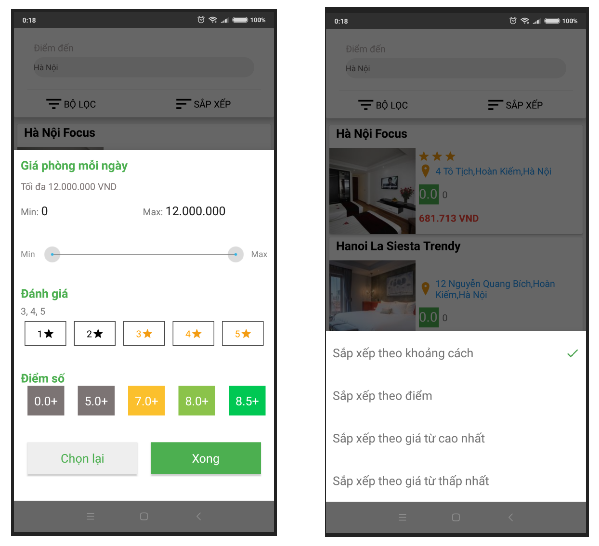 0:18
100%
Điểm đến
Hà Nội
BỘ LỌC
SẮP XẾP
Hà Nội Focus
Giá phòng mỗi ngày
Tối đa 12.000.000 VND
Min: 0
Max: 12.000.000
Min
Max
Đánh giá
3, 4, 5
1★ 2★ 3★ 4★ 5★
Điểm số
0.0+ 5.0+ 7.0+ 8.0+ 8.5+
Chọn lại
Xong
0:18
100%
Điểm đến
Hà Nội
BỘ LỌC
SẮP XẾP
Hà Nội Focus
4 Tô Tịch,Hoàn Kiếm,Hà Nội
0.0 0
681.713 VND
Hanoi La Siesta Trendy
12 Nguyễn Quang Bích,Hoàn
Kiếm,Hà Nội
0.0 0
Sắp xếp theo khoảng cách
Sắp xếp theo điểm
Sắp xếp theo giá từ cao nhất
Sắp xếp theo giá từ thấp nhất